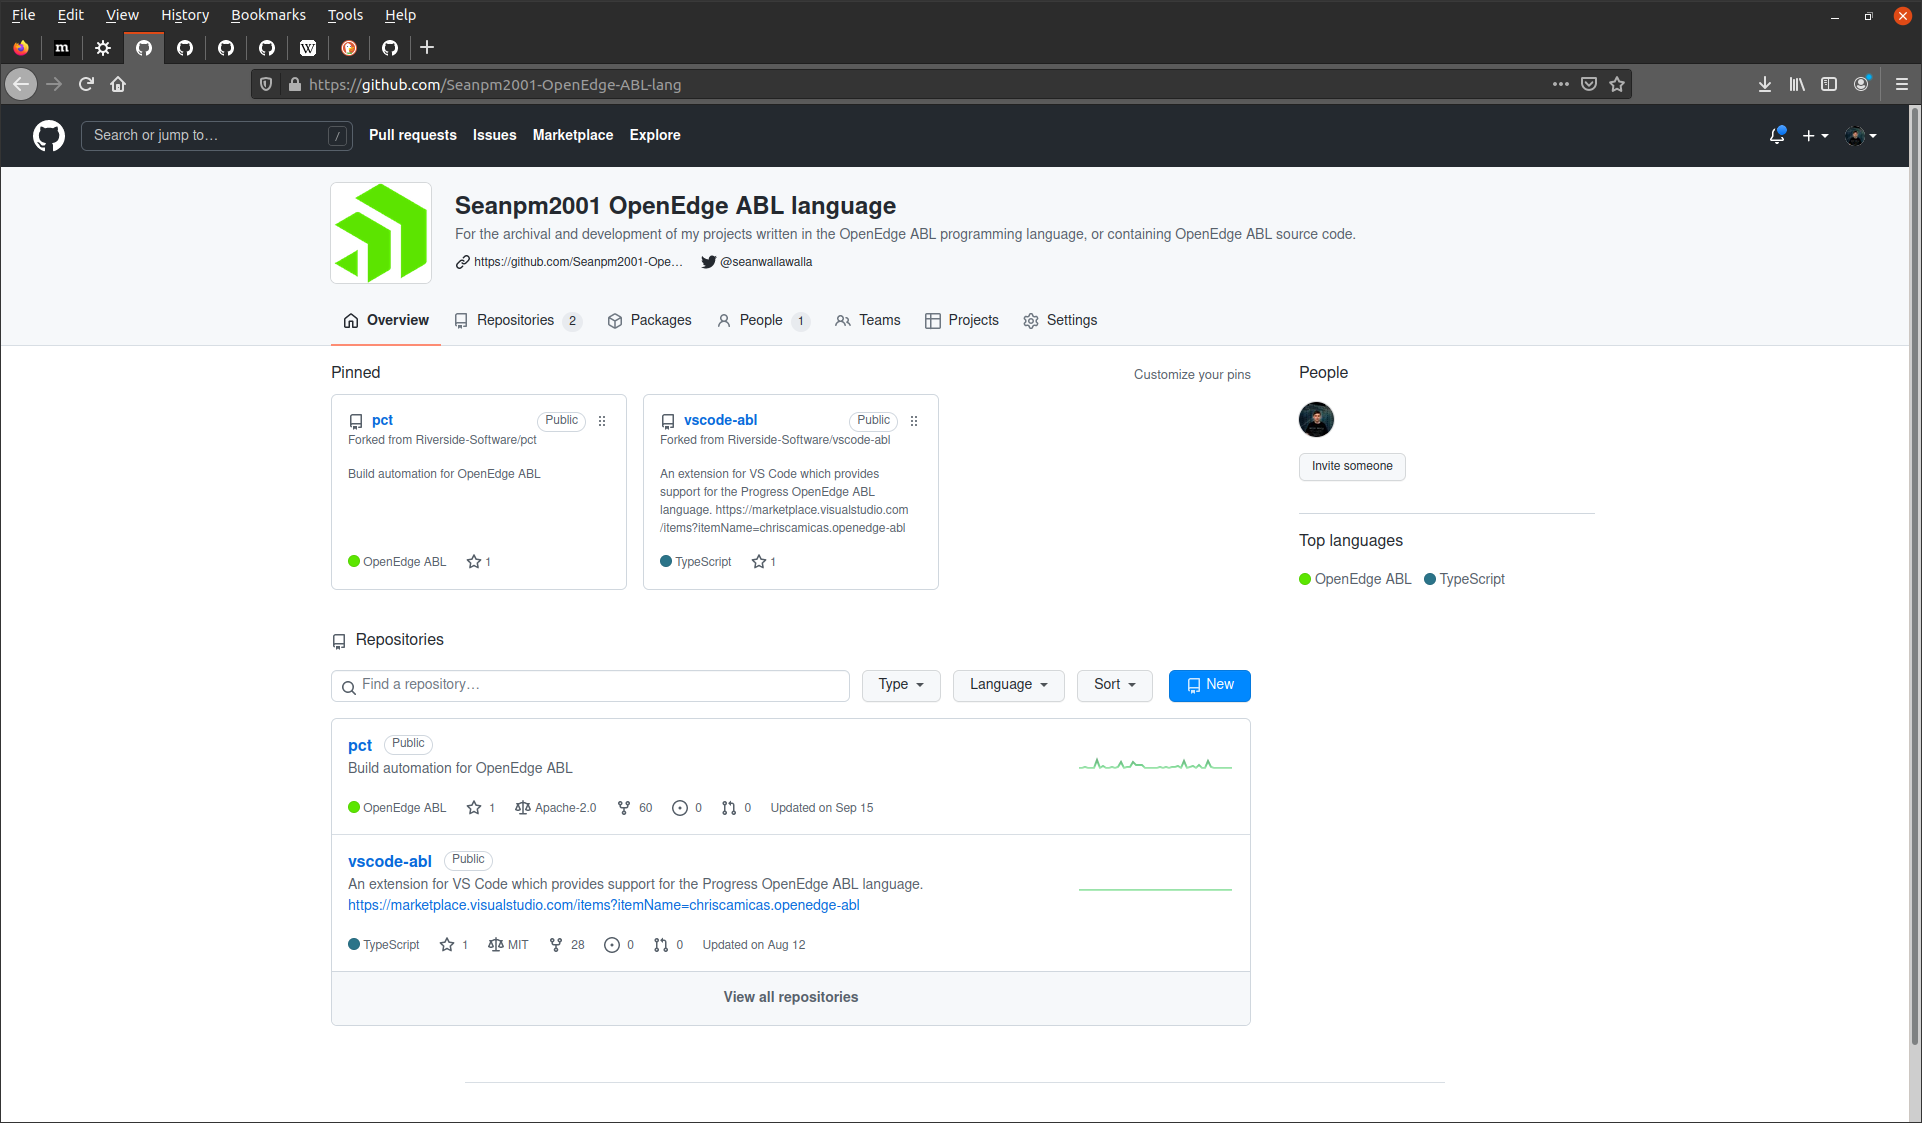 File Edit View History Bookmarks Tools Help
m
W
https://github.com/Seanpm2001-OpenEdge-ABL-lang
Search or jump to… / Pull requests Issues Marketplace Explore
Seanpm2001 OpenEdge ABL language
For the archival and development of my projects written in the OpenEdge ABL programming language, or containing OpenEdge ABL source code.
https://github.com/Seanpm2001-Ope… @seanwallawalla
Overview Repositories 2 Packages People 1 Teams Projects Settings
Pinned Customize your pins
pct Public
Forked from Riverside-Software/pct
Build automation for OpenEdge ABL
OpenEdge ABL 1
vscode-abl Public
Forked from Riverside-Software/vscode-abl
An extension for VS Code which provides
support for the Progress OpenEdge ABL
language. https://marketplace.visualstudio.com
/items?itemName=chriscamicas.openedge-abl
TypeScript 1
People
Invite someone
Top languages
OpenEdge ABL TypeScript
Repositories
Find a repository… Type Language Sort New
pct Public
Build automation for OpenEdge ABL
OpenEdge ABL 1 Apache-2.0 60 0 0 Updated on Sep 15
vscode-abl Public
An extension for VS Code which provides support for the Progress OpenEdge ABL language.
https://marketplace.visualstudio.com/items?itemName=chriscamicas.openedge-abl
TypeScript 1 MIT 28 0 0 Updated on Aug 12
View all repositories